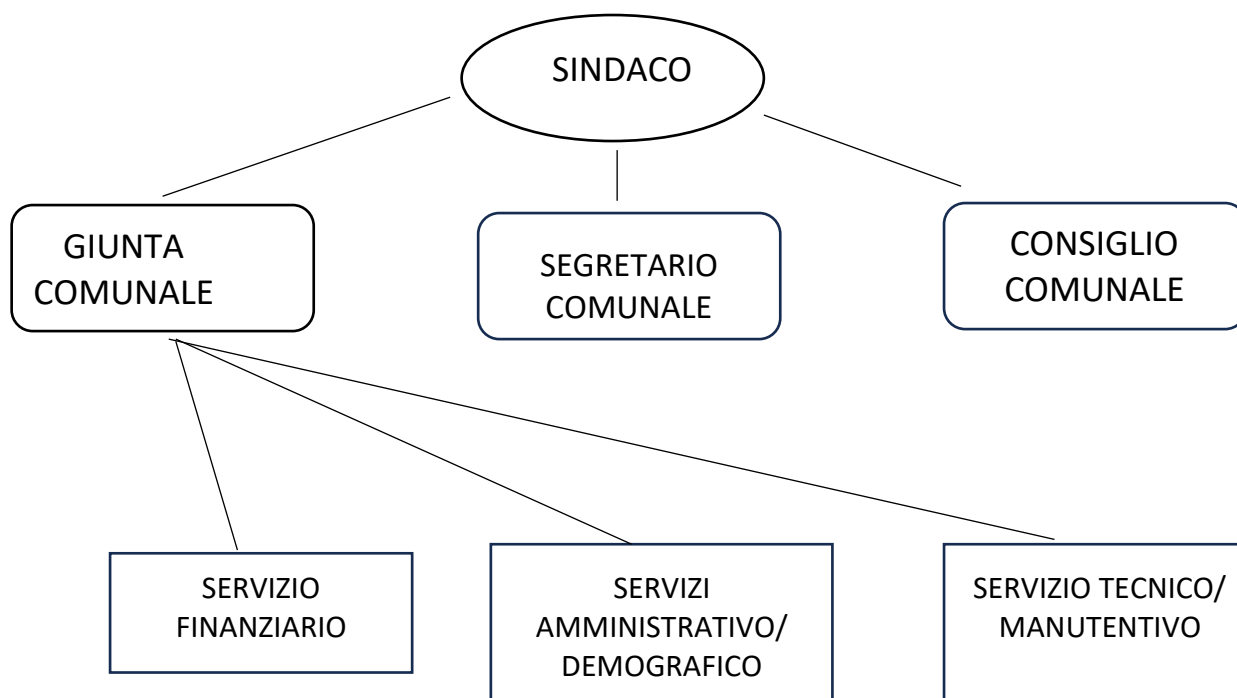 SINDACO
GIUNTA
COMUNALE
SEGRETARIO
COMUNALE
CONSIGLIO
COMUNALE
SERVIZIO
FINANZIARIO
SERVIZI
AMMINISTRATIVO/
DEMOGRAFICO
SERVIZIO TECNICO/
MANUTENTIVO